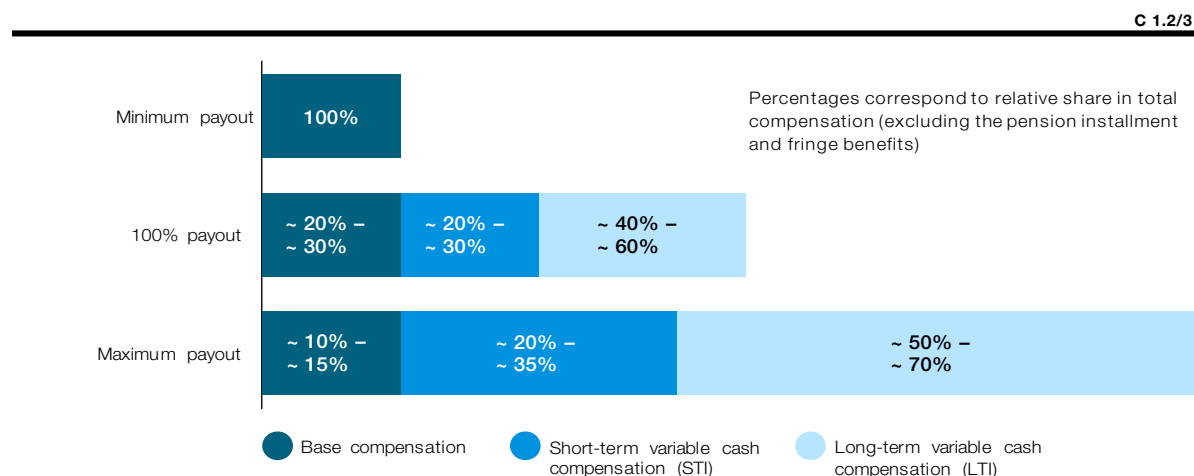 C 1.2/3
Minimum payout
100%
Percentages correspond to relative share in total
compensation (excluding the pension installment
and fringe benefits)
100% payout
~ 20% –
~ 30%
~ 20% –
~ 30%
~ 40% –
~ 60%
Maximum payout
~ 10% –
~ 15%
~ 20% –
~ 35%
~ 50% –
~ 70%
Base compensation
Short-term variable cash
compensation (STI)
Long-term variable cash
compensation (LTI)